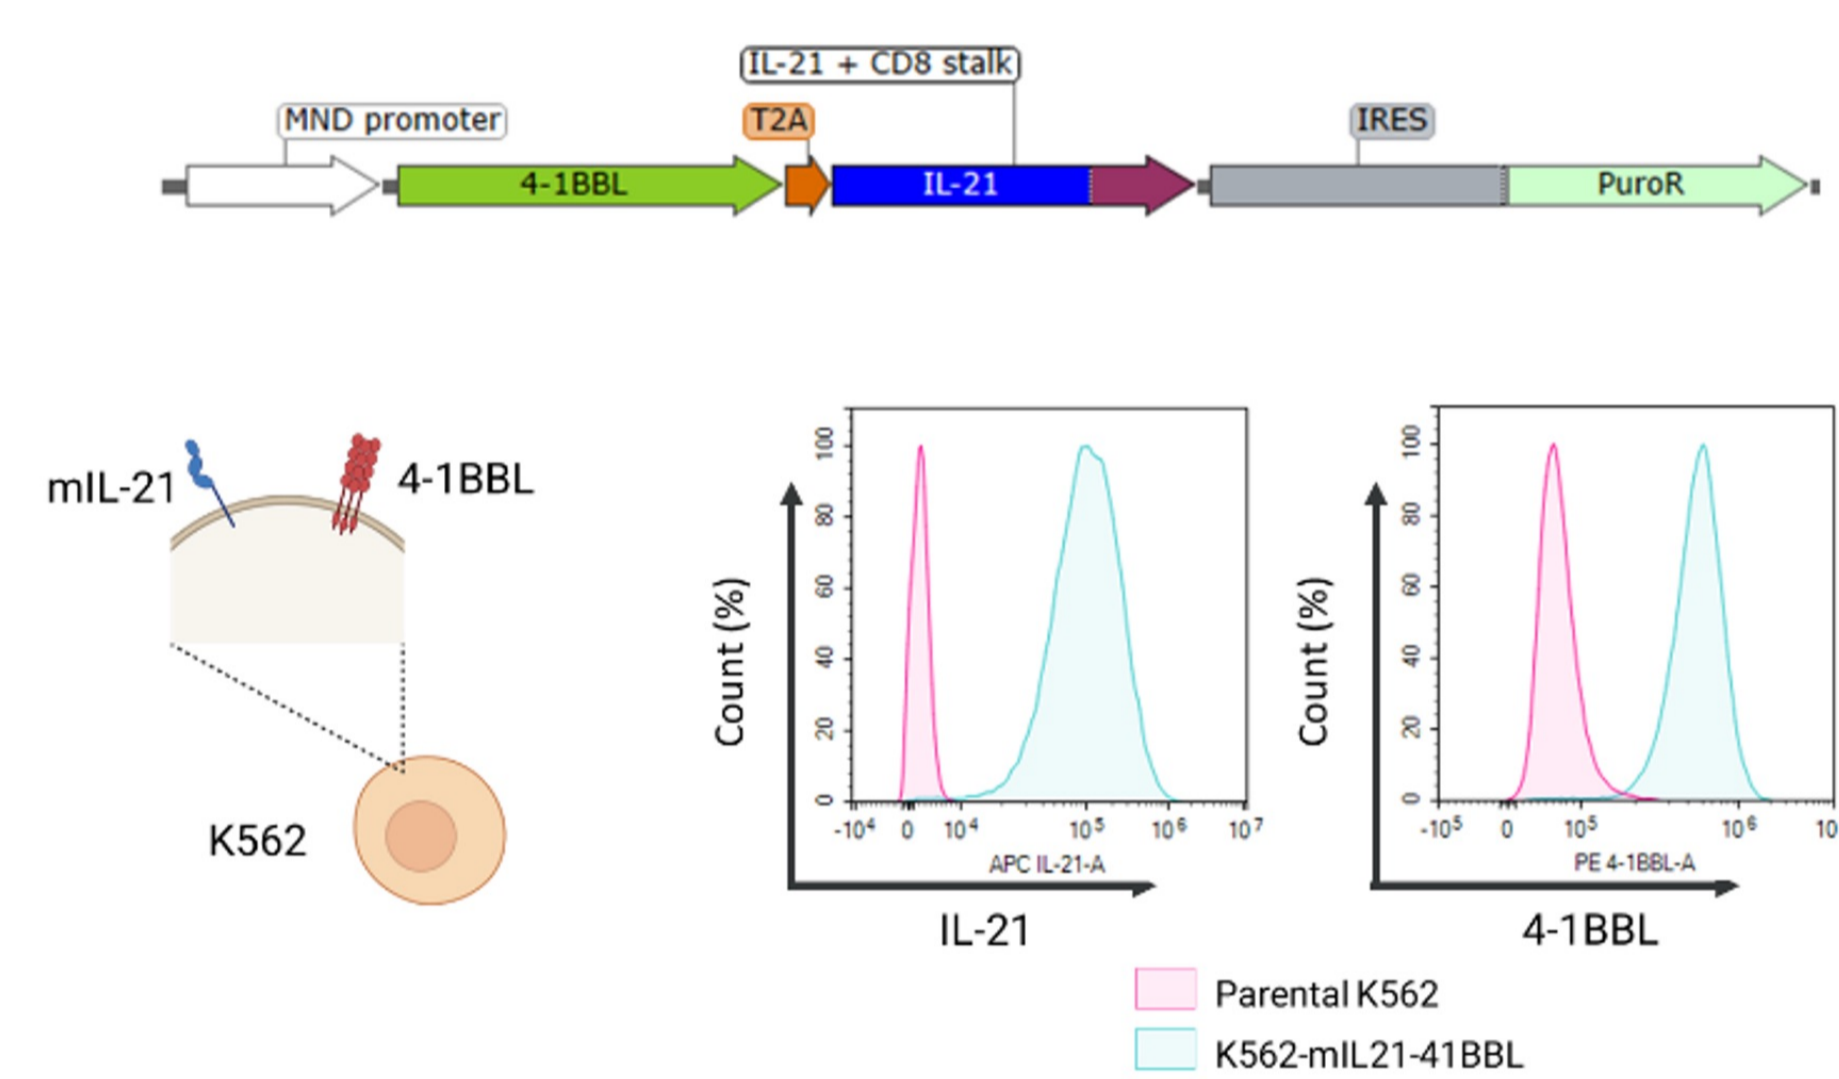 IL-21 + CD8 stalk
MND promoter
T2A
IRES
4-1BBL
IL-21
PuroR
mIL-21
4-1BBL
K562
Count (%)
100
80
60
40
20
0
-10⁴ 0 10⁴ 10⁵ 10⁶ 10⁷
APC IL-21-A
IL-21
Count (%)
100
80
60
40
20
0
-10⁵ 0 10⁵ 10⁶ 10
PE 4-1BBL-A
4-1BBL
Parental K562
K562-mIL21-41BBL